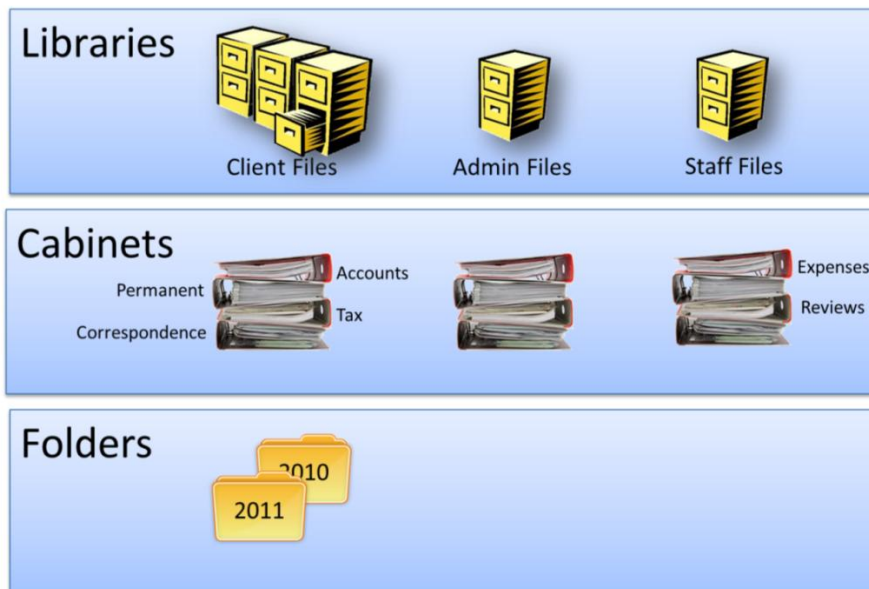 Libraries
Client Files
Admin Files
Staff Files
Cabinets
Accounts
Permanent
Tax
Correspondence
Expenses
Reviews
Folders
2010
2011